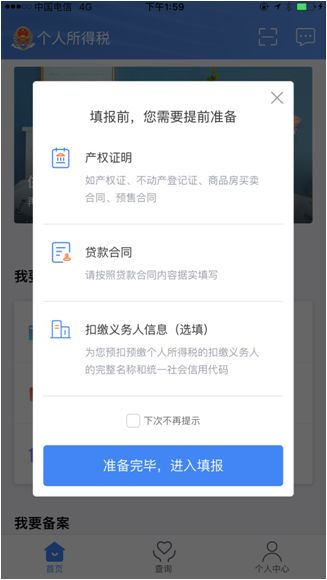 中国电信 4G 下午1:59
个人所得税
填报前，您需要提前准备
产权证明
如产权证、不动产登记证、商品房买卖
合同、预售合同
贷款合同
请按照贷款合同内容据实填写
扣缴义务人信息（选填）
为您预扣预缴个人所得税的扣缴义务人
的完整名称和统一社会信用代码
下次不再提示
准备完毕，进入填报
我要备案
首页 查询 个人中心